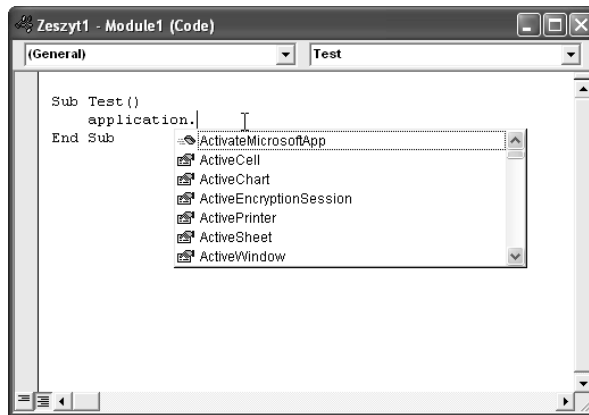 Zeszyt1 - Module1 (Code)
(General) Test
Sub Test()
application.
End Sub
ActivateMicrosoftApp
ActiveCell
ActiveChart
ActiveEncryptionSession
ActivePrinter
ActiveSheet
ActiveWindow